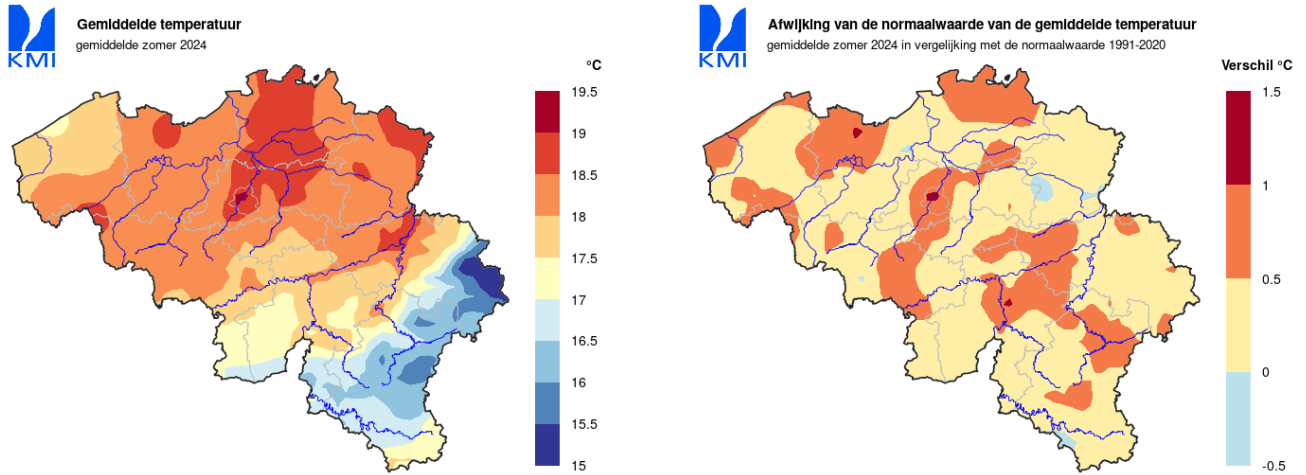 Gemiddelde temperatuur
gemiddelde zomer 2024
KMI
°C
19.5
19
18.5
18
17.5
17
16.5
16
15.5
15
Afwijking van de normaalwaarde van de gemiddelde temperatuur
gemiddelde zomer 2024 in vergelijking met de normaalwaarde 1991-2020
KMI
Verschil °C
1.5
1
0.5
0
-0.5